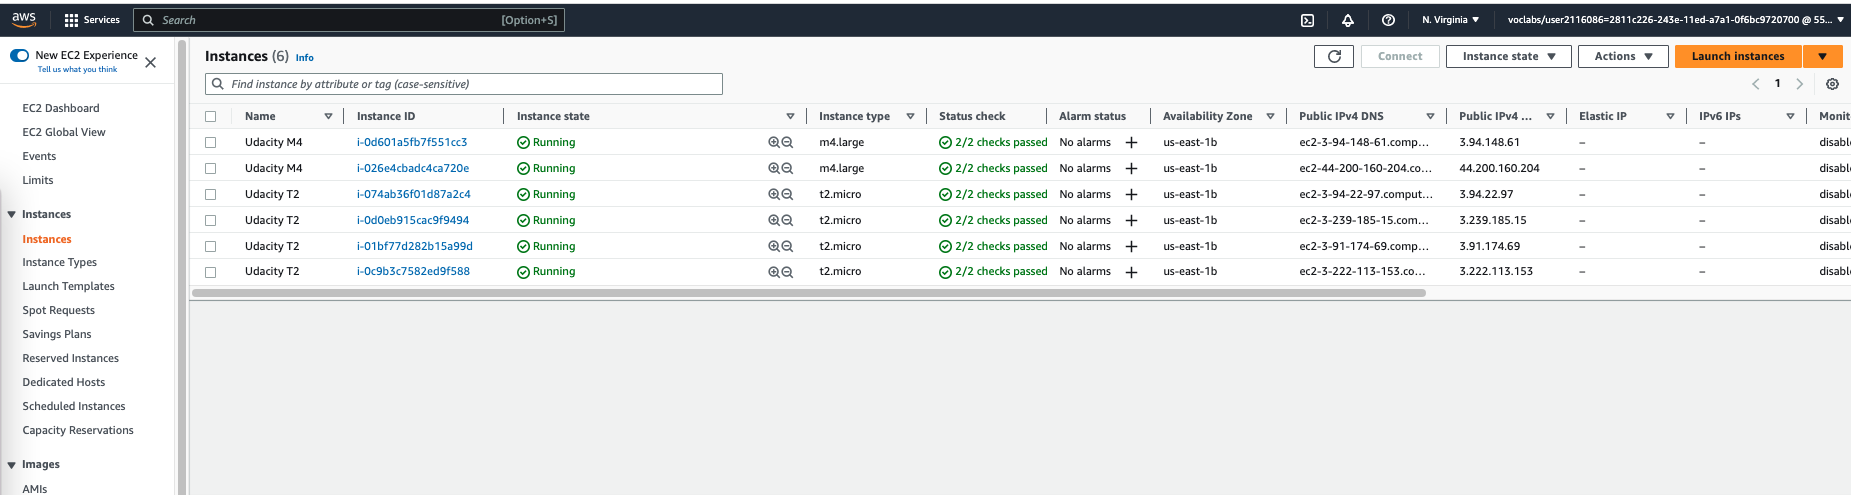 aws Services Search [Option+S] N. Virginia voclabs/user2116086=2811c226-243e-11ed-a7a1-0f6bc9720700 @ 55...
New EC2 Experience
Tell us what you think
EC2 Dashboard
EC2 Global View
Events
Limits
Instances
Instances
Instance Types
Launch Templates
Spot Requests
Savings Plans
Reserved Instances
Dedicated Hosts
Scheduled Instances
Capacity Reservations
Images
AMIs
Instances (6) Info Connect Instance state Actions Launch instances
Find instance by attribute or tag (case-sensitive) 1
Name Instance ID Instance state Instance type Status check Alarm status Availability Zone Public IPv4 DNS Public IPv4 ... Elastic IP IPv6 IPs Monit
Udacity M4 i-0d601a5fb7f551cc3 Running m4.large 2/2 checks passed No alarms + us-east-1b ec2-3-94-148-61.comp... 3.94.148.61 – – disabl
Udacity M4 i-026e4cbadc4ca720e Running m4.large 2/2 checks passed No alarms + us-east-1b ec2-44-200-160-204.co... 44.200.160.204 – – disabl
Udacity T2 i-074ab36f01d87a2c4 Running t2.micro 2/2 checks passed No alarms + us-east-1b ec2-3-94-22-97.comput... 3.94.22.97 – – disabl
Udacity T2 i-0d0eb915cac9f9494 Running t2.micro 2/2 checks passed No alarms + us-east-1b ec2-3-239-185-15.com... 3.239.185.15 – – disabl
Udacity T2 i-01bf77d282b15a99d Running t2.micro 2/2 checks passed No alarms + us-east-1b ec2-3-91-174-69.comp... 3.91.174.69 – – disabl
Udacity T2 i-0c9b3c7582ed9f588 Running t2.micro 2/2 checks passed No alarms + us-east-1b ec2-3-222-113-153.co... 3.222.113.153 – – disabl